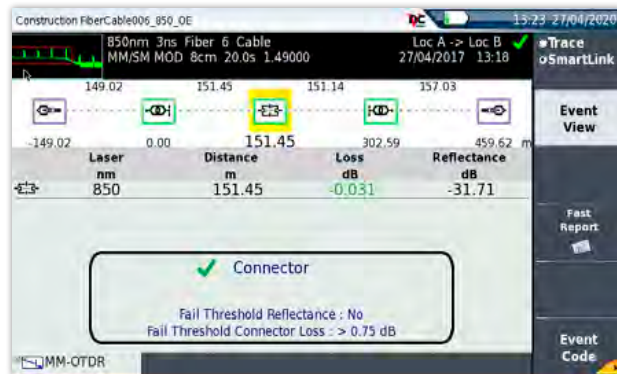 Construction FiberCable006_850_OE
DC
13:23 27/04/2020
850nm 3ns Fiber 6 Cable
Loc A -> Loc B
MM/SM MOD 8cm 20.0s 1.49000
27/04/2017 13:18
Trace
SmartLink
149.02 151.45 151.14 157.03
-149.02 0.00 151.45 302.59 459.62 m
Event
View
Laser Distance Loss Reflectance
nm m dB dB
850 151.45 -0.031 -31.71
Fast
Report
Connector
Fail Threshold Reflectance : No
Fail Threshold Connector Loss : > 0.75 dB
Event
Code
MM-OTDR